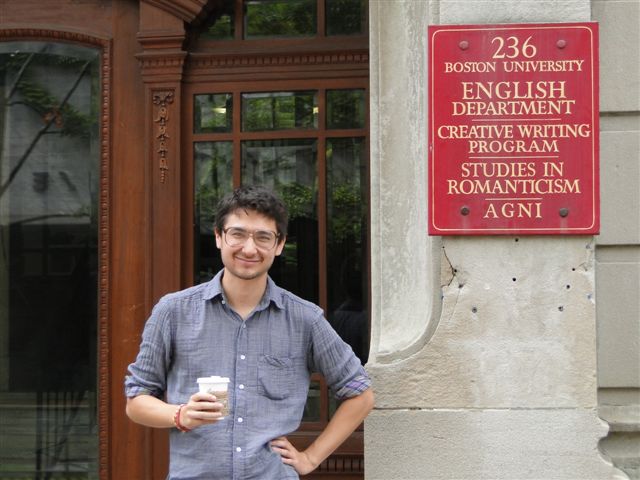 236
BOSTON UNIVERSITY
ENGLISH
DEPARTMENT
CREATIVE WRITING
PROGRAM
STUDIES IN
ROMANTICISM
AGNI